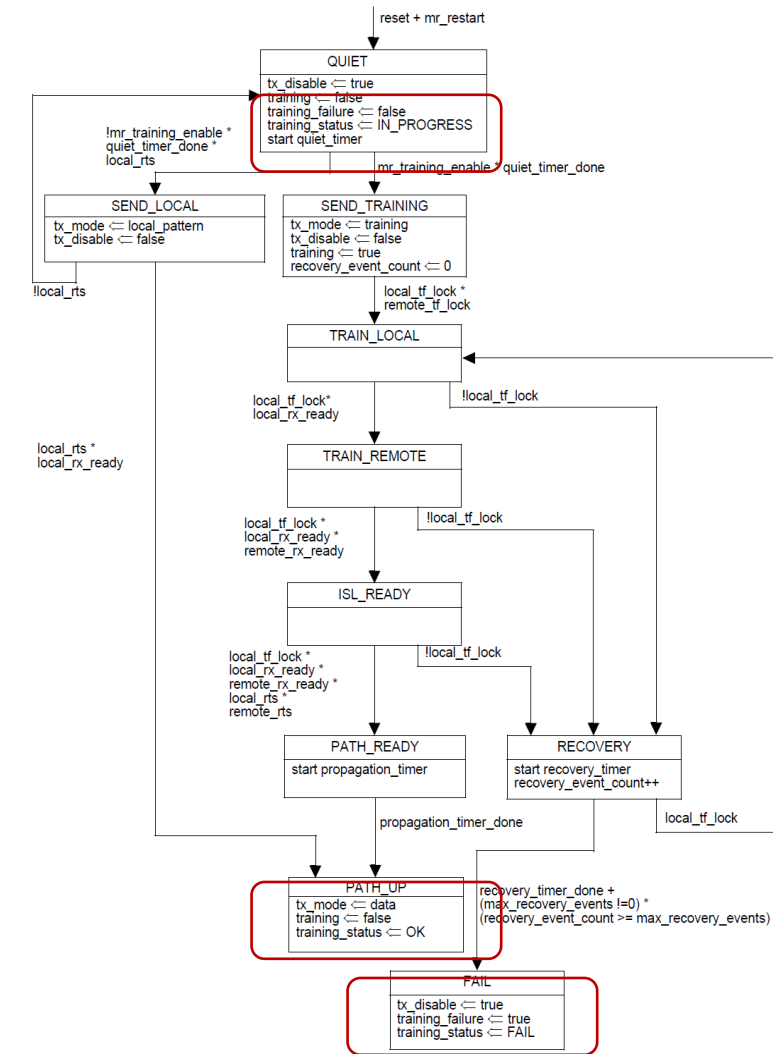 reset + mr_restart
QUIET
tx_disable ⇐ true
training ⇐ false
training_failure ⇐ false
training_status ⇐ IN_PROGRESS
start quiet_timer
!mr_training_enable *
quiet_timer_done *
local_rts
mr_training_enable * quiet_timer_done
SEND_LOCAL
tx_mode ⇐ local_pattern
tx_disable ⇐ false
!local_rts
SEND_TRAINING
tx_mode ⇐ training
tx_disable ⇐ false
training ⇐ true
recovery_event_count ⇐ 0
local_tf_lock *
remote_tf_lock
TRAIN_LOCAL
local_tf_lock*
local_rx_ready
!local_tf_lock
local_rts *
local_rx_ready
TRAIN_REMOTE
local_tf_lock *
local_rx_ready *
remote_rx_ready
!local_tf_lock
ISL_READY
local_tf_lock *
local_rx_ready *
remote_rx_ready *
local_rts *
remote_rts
!local_tf_lock
PATH_READY
start propagation_timer
RECOVERY
start recovery_timer
recovery_event_count++
propagation_timer_done
local_tf_lock
PATH_UP
tx_mode ⇐ data
training ⇐ false
training_status ⇐ OK
recovery_timer_done +
(max_recovery_events !=0) *
(recovery_event_count >= max_recovery_events)
FAIL
tx_disable ⇐ true
training_failure ⇐ true
training_status ⇐ FAIL